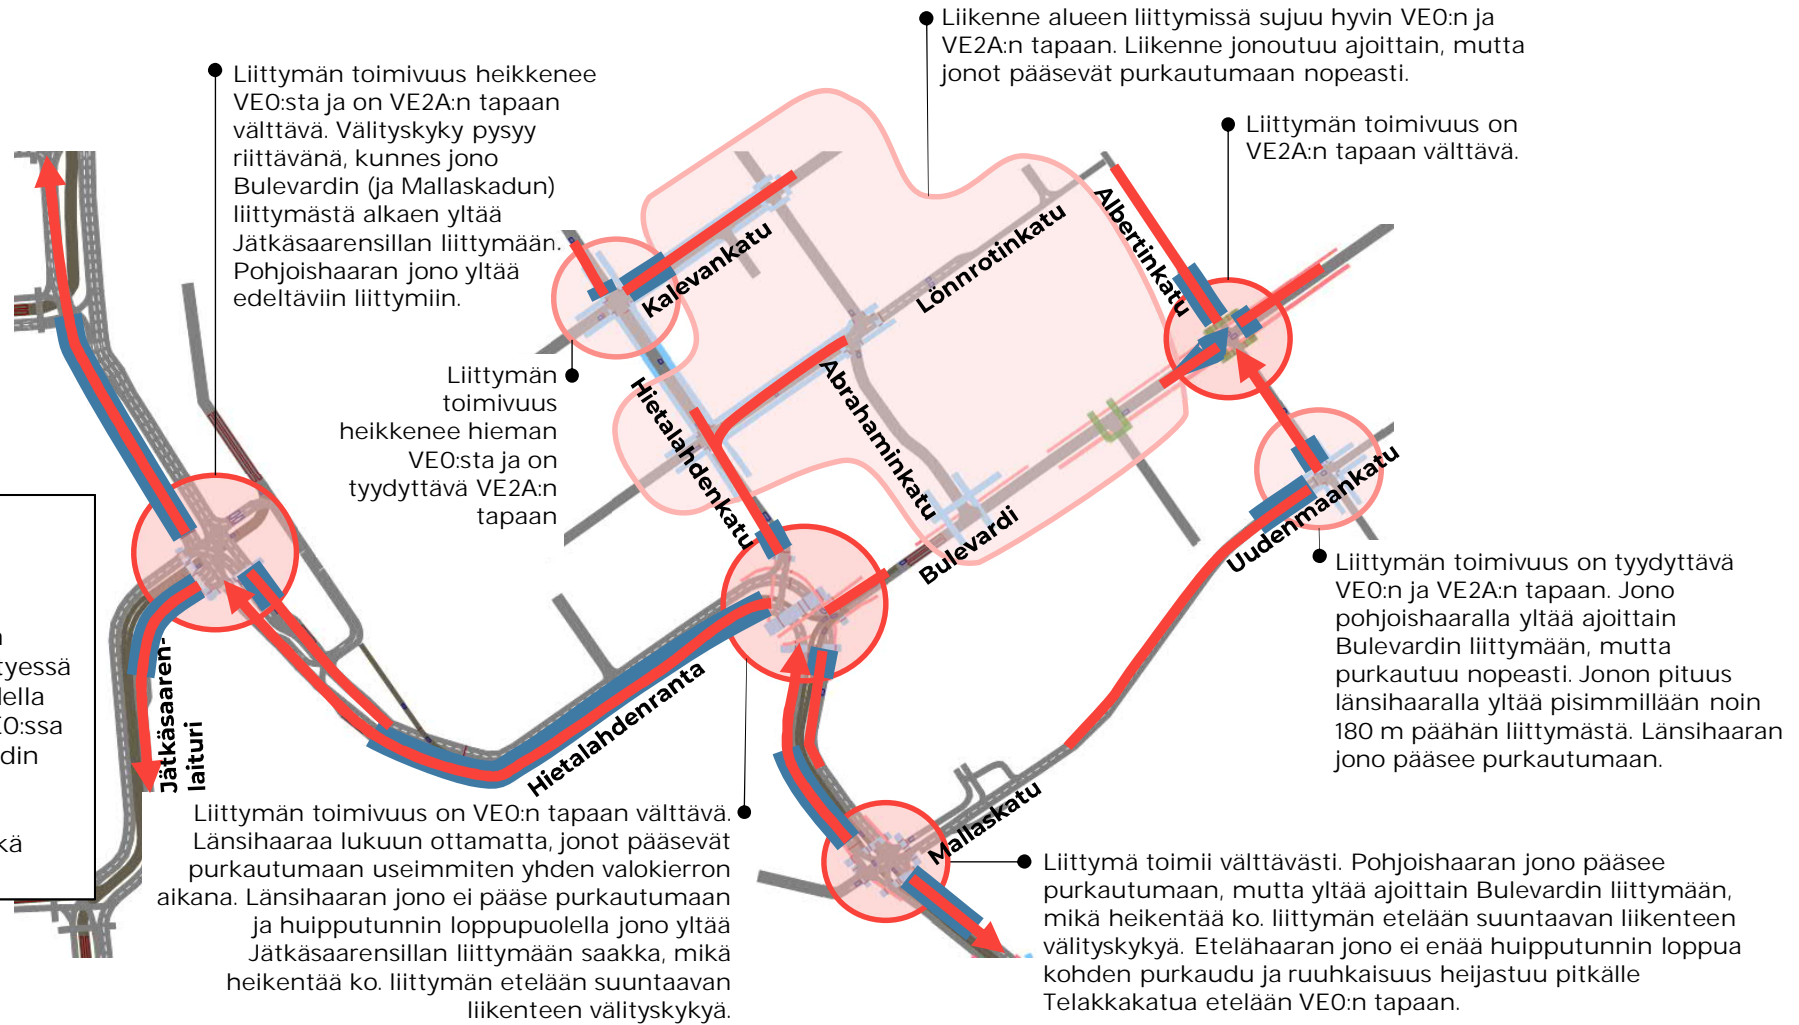 Liikenne alueen liittymissä sujuu hyvin VE0:n ja
VE2A:n tapaan. Liikenne jonoutuu ajoittain, mutta
jonot pääsevät purkautumaan nopeasti.
Liittymän toimivuus heikkenee
VE0:sta ja on VE2A:n tapaan
välttävä. Välityskyky pysyy
riittävänä, kunnes jono
Bulevardin (ja Mallaskadun)
liittymästä alkaen yltää
Jätkäsaarensillan liittymään.
Pohjoishaaran jono yltää
edeltäviin liittymiin.
Liittymän toimivuus on
VE2A:n tapaan välttävä.
Liittymän
toimivuus
heikkenee hieman
VE0:sta ja on
tyydyttävä VE2A:n
tapaan
Kalevankatu
Lönnrotinkatu
Albertinkatu
Hietalahdenkatu
Abrahaminkatu
Bulevardi
Uudenmaankatu
Hietalahdenranta
Mallaskatu
Jätkäsaaren-
laituri
tyessä
lella
E0:ssa
din
kä
Liittymän toimivuus on tyydyttävä
VE0:n ja VE2A:n tapaan. Jono
pohjoishaaralla yltää ajoittain
Bulevardin liittymään, mutta
purkautuu nopeasti. Jonon pituus
länsihaaralla yltää pisimmillään noin
180 m päähän liittymästä. Länsihaaran
jono pääsee purkautumaan.
Liittymän toimivuus on VE0:n tapaan välttävä.
Länsihaaraa lukuun ottamatta, jonot pääsevät
purkautumaan useimmiten yhden valokierron
aikana. Länsihaaran jono ei pääse purkautumaan
ja huipputunnin loppupuolella jono yltää
Jätkäsaarensillan liittymään saakka, mikä
heikentää ko. liittymän etelään suuntaavan
liikenteen välityskykyä.
Liittymä toimii välttävästi. Pohjoishaaran jono pääsee
purkautumaan, mutta yltää ajoittain Bulevardin liittymään,
mikä heikentää ko. liittymän etelään suuntaavan liikenteen
välityskykyä. Etelähaaran jono ei enää huipputunnin loppua
kohden purkaudu ja ruuhkaisuus heijastuu pitkälle
Telakkakatua etelään VE0:n tapaan.